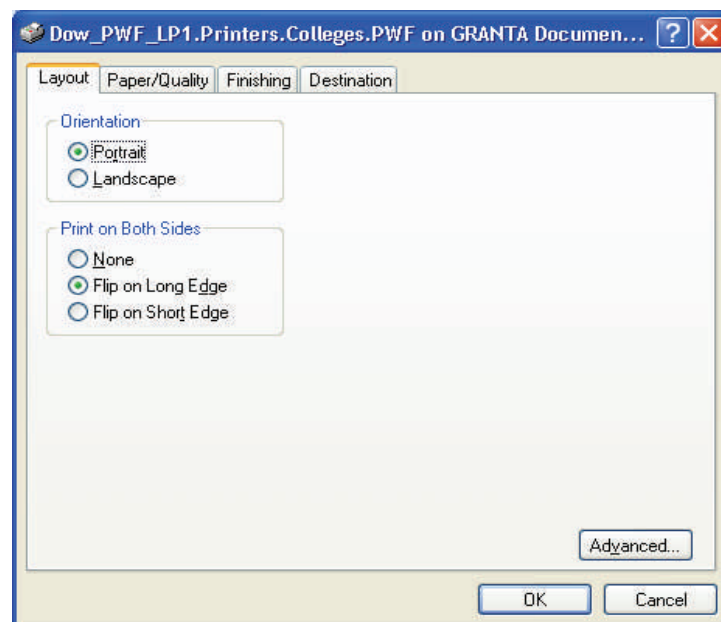 Dow_PWF_LP1.Printers.Colleges.PWF on GRANTA Documen... ?
Layout Paper/Quality Finishing Destination
Orientation
Portrait
Landscape
Print on Both Sides
None
Flip on Long Edge
Flip on Short Edge
Advanced...
OK Cancel